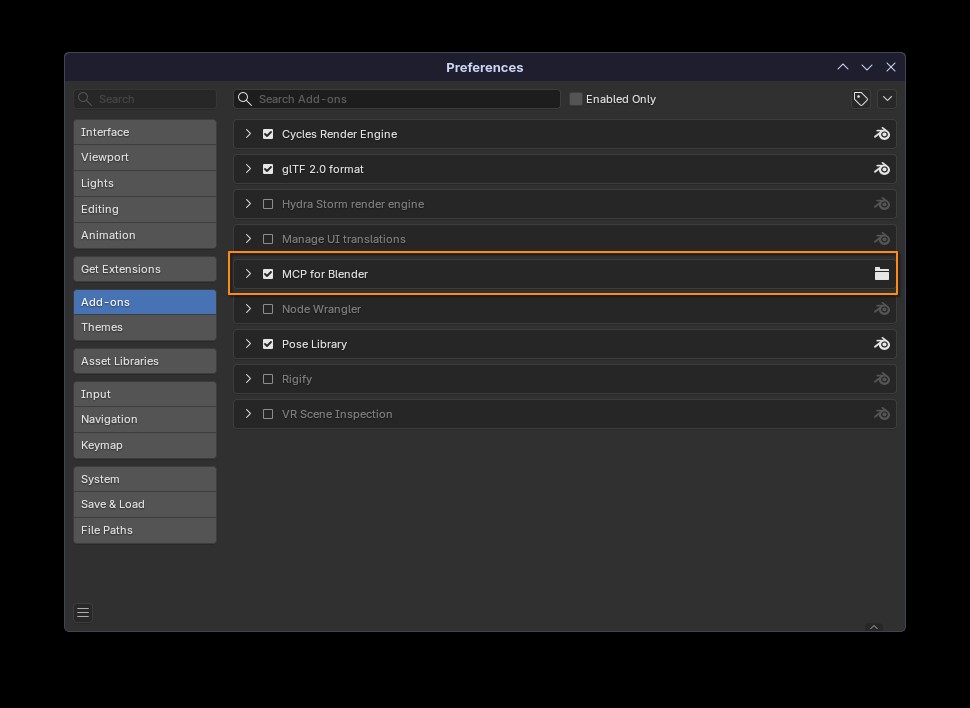 Preferences
Search
Search Add-ons
Enabled Only
Interface
Viewport
Lights
Editing
Animation
Get Extensions
Add-ons
Themes
Asset Libraries
Input
Navigation
Keymap
System
Save & Load
File Paths
Cycles Render Engine
glTF 2.0 format
Hydra Storm render engine
Manage UI translations
MCP for Blender
Node Wrangler
Pose Library
Rigify
VR Scene Inspection